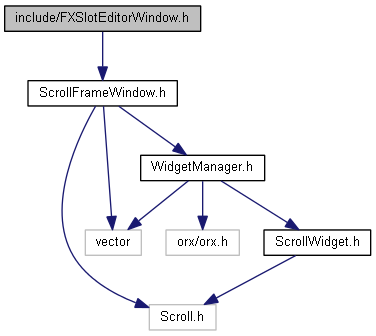 include/FXSlotEditorWindow.h
ScrollFrameWindow.h
WidgetManager.h
vector
orx/orx.h
ScrollWidget.h
Scroll.h